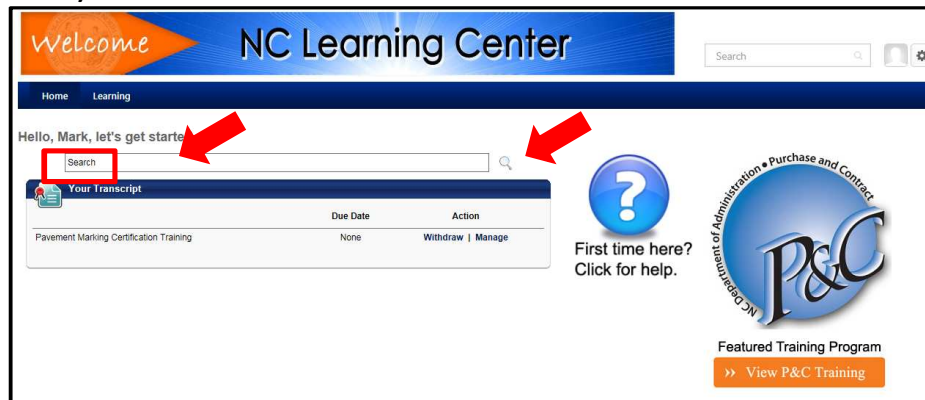 Welcome
NC Learning Center
Search
Home Learning
Hello, Mark, let's get starte
Search
Your Transcript
Due Date Action
Pavement Marking Certification Training None Withdraw | Manage
First time here?
Click for help.
NC Department of Administration • Purchase and Contract
P&C
Featured Training Program
›› View P&C Training